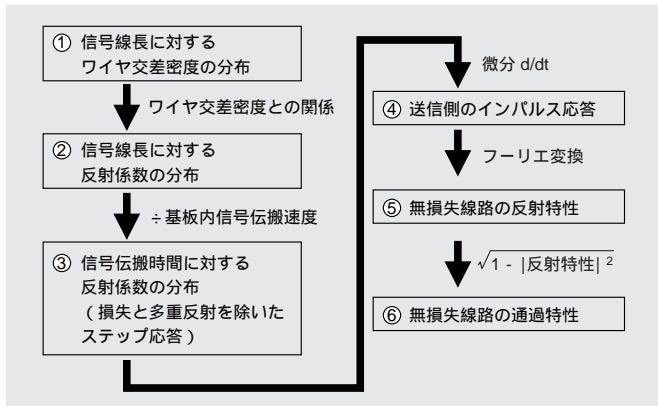 ① 信号線長に対する
ワイヤ交差密度の分布
ワイヤ交差密度との関係
② 信号線長に対する
反射係数の分布
÷基板内信号伝搬速度
③ 信号伝搬時間に対する
反射係数の分布
（損失と多重反射を除いた
ステップ応答）
微分 d/dt
④ 送信側のインパルス応答
フーリエ変換
⑤ 無損失線路の反射特性
√1 - |反射特性| ²
⑥ 無損失線路の通過特性